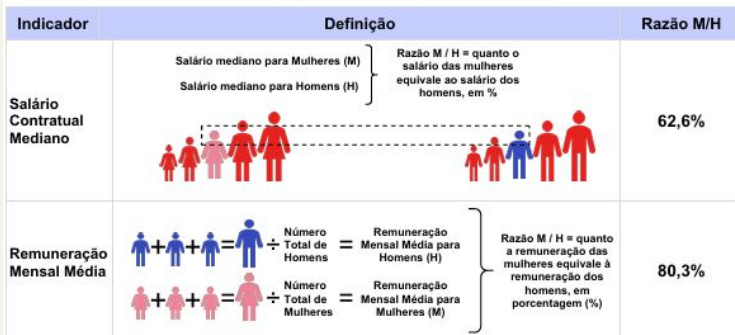 Indicador
Definição
Razão M/H
Salário
Contratual
Mediano
Salário mediano para Mulheres (M)
Salário mediano para Homens (H)
Razão M / H = quanto o
salário das mulheres
equivale ao salário dos
homens, em %
62,6%
Remuneração
Mensal Média
+ + = ÷ Número
Total de
Homens
= Remuneração
Mensal Média para
Homens (H)
+ + = ÷ Número
Total de
Mulheres
= Remuneração
Mensal Média para
Mulheres (M)
Razão M / H = quanto
a remuneração das
mulheres equivale à
remuneração dos
homens, em
porcentagem (%)
80,3%